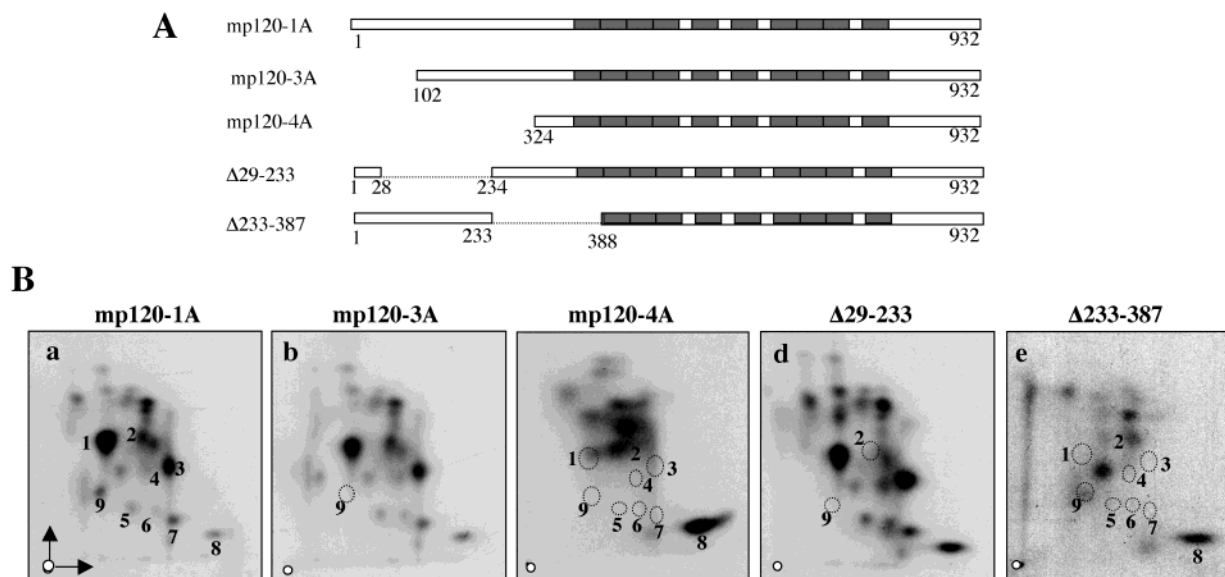 A
mp120-1A
1 932
mp120-3A
102 932
mp120-4A
324 932
Δ29-233
1 28 234 932
Δ233-387
1 233 388 932
B
mp120-1A mp120-3A mp120-4A Δ29-233 Δ233-387
a b d e
1 2 3 4 5 6 7 8 9
9
1 2 3 4 5 6 7 8 9
2 9
1 2 3 4 5 6 7 8 9